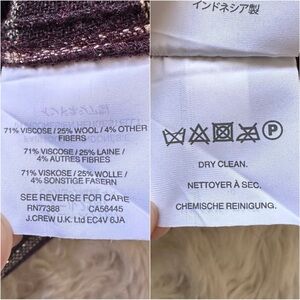 71% VISCOSE / 25% WOOL / 4% OTHER
FIBERS
71% VISCOSE / 25% LAINE /
4% AUTRES FIBRES
71% VISKOSE / 25% WOLLE /
4% SONSTIGE FASERN
SEE REVERSE FOR CARE
RN77388 CA56445
J.CREW U.K. Ltd EC4V 6JA
インドネシア製
P
DRY CLEAN.
NETTOYER À SEC.
CHEMISCHE REINIGUNG.